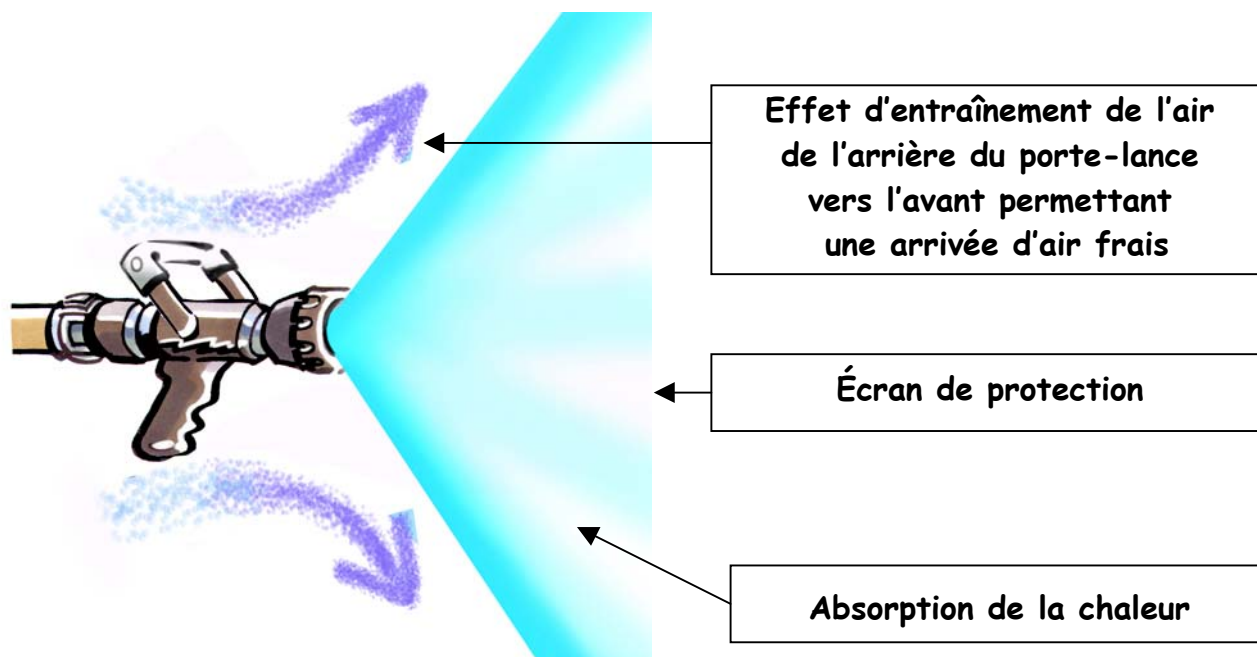 Effet d’entraînement de l’air
de l’arrière du porte-lance
vers l’avant permettant
une arrivée d’air frais
Écran de protection
Absorption de la chaleur